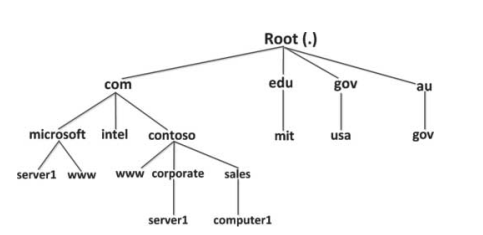 Root (.)
com edu gov au
microsoft intel contoso mit usa gov
server1 www www corporate sales
server1 computer1